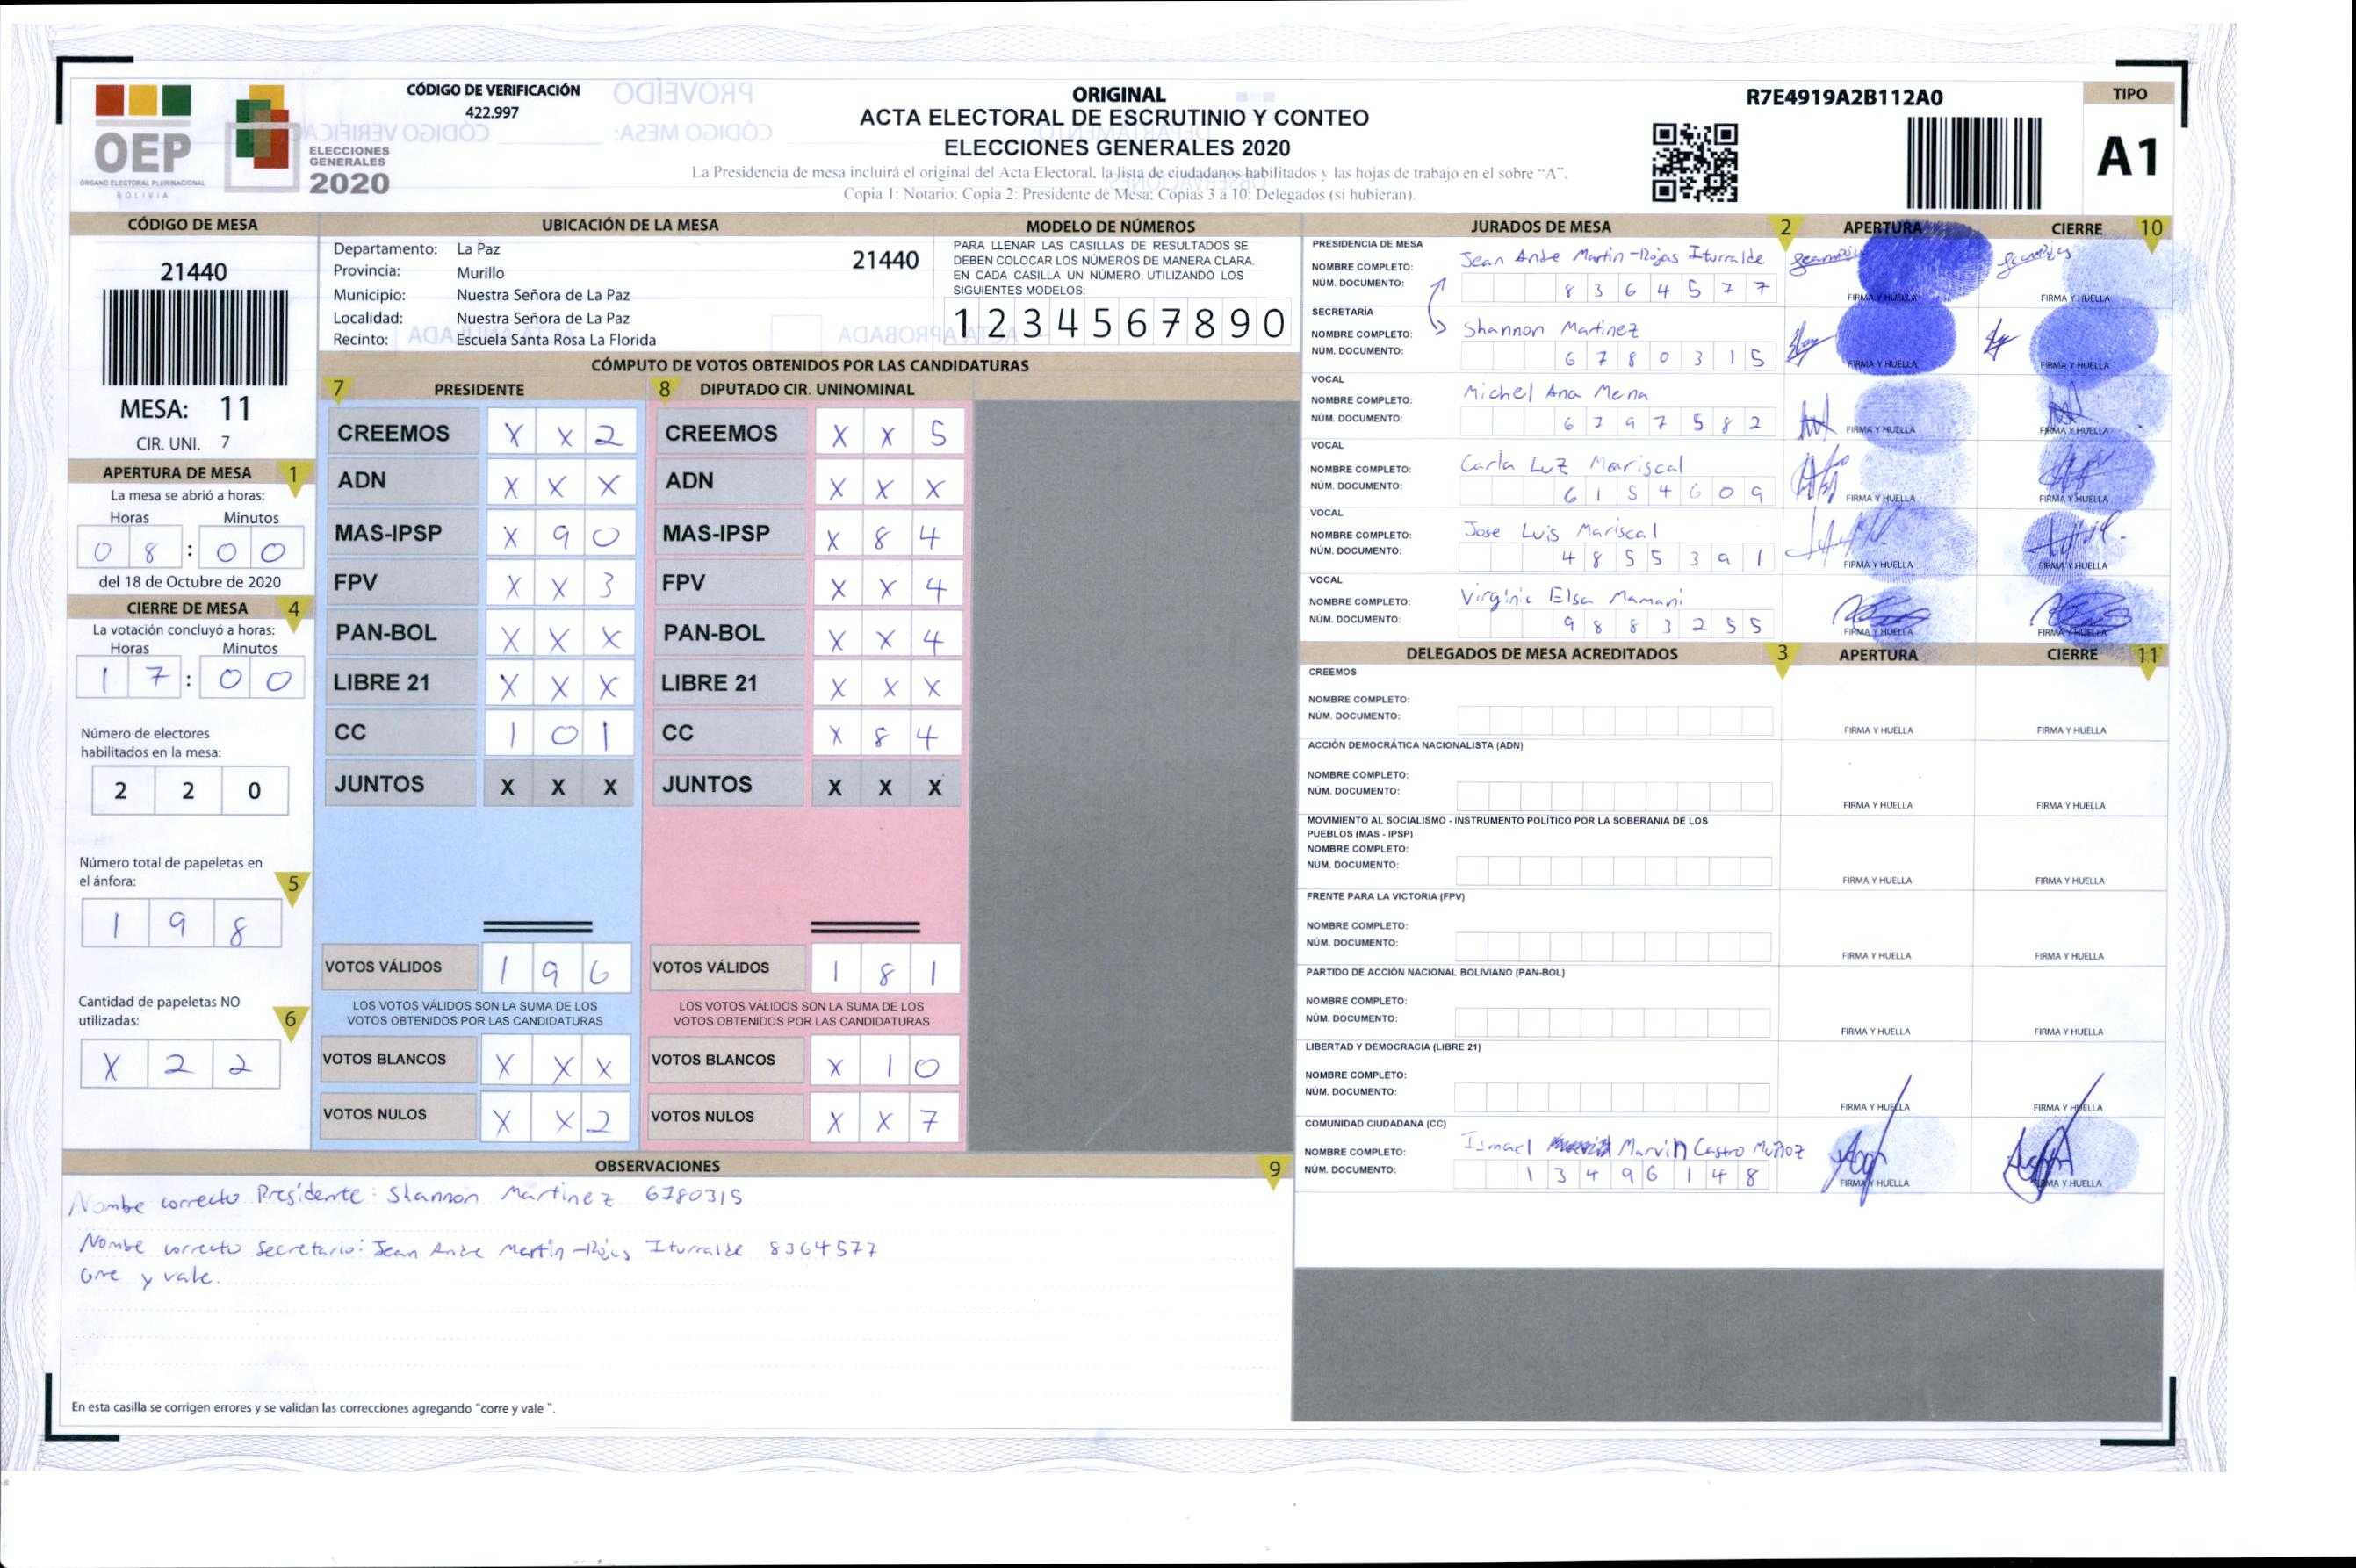 CÓDIGO DE VERIFICACIÓN
422.997
OEP
ÓRGANO ELECTORAL PLURINACIONAL
BOLIVIA
ELECCIONES
GENERALES
2020
ORIGINAL
ACTA ELECTORAL DE ESCRUTINIO Y CONTEO
ELECCIONES GENERALES 2020
La Presidencia de mesa incluirá el original del Acta Electoral, la lista de ciudadanos habilitados y las hojas de trabajo en el sobre "A".
Copia 1: Notario; Copia 2: Presidente de Mesa; Copias 3 a 10: Delegados (si hubieran).
R7E4919A2B112A0
TIPO
A1
CÓDIGO DE MESA
21440
MESA: 11
CIR. UNI. 7
APERTURA DE MESA 1
La mesa se abrió a horas:
Horas Minutos
0 8 : 0 0
del 18 de Octubre de 2020
CIERRE DE MESA 4
La votación concluyó a horas:
Horas Minutos
1 7 : 0 0
Número de electores
habilitados en la mesa:
2 2 0
Número total de papeletas en
el ánfora: 5
1 9 8
Cantidad de papeletas NO
utilizadas: 6
X 2 2
UBICACIÓN DE LA MESA
Departamento: La Paz 21440
Provincia: Murillo
Municipio: Nuestra Señora de La Paz
Localidad: Nuestra Señora de La Paz
Recinto: Escuela Santa Rosa La Florida
MODELO DE NÚMEROS
PARA LLENAR LAS CASILLAS DE RESULTADOS SE
DEBEN COLOCAR LOS NÚMEROS DE MANERA CLARA.
EN CADA CASILLA UN NÚMERO, UTILIZANDO LOS
SIGUIENTES MODELOS:
1 2 3 4 5 6 7 8 9 0
CÓMPUTO DE VOTOS OBTENIDOS POR LAS CANDIDATURAS
7 PRESIDENTE 8 DIPUTADO CIR. UNINOMINAL
CREEMOS X X 2 CREEMOS X X 5
ADN X X X ADN X X X
MAS-IPSP X 9 0 MAS-IPSP X 8 4
FPV X X 3 FPV X X 4
PAN-BOL X X X PAN-BOL X X 4
LIBRE 21 X X X LIBRE 21 X X X
CC 1 0 1 CC X 8 4
JUNTOS X X X JUNTOS X X X
VOTOS VÁLIDOS 1 9 6 VOTOS VÁLIDOS 1 8 1
LOS VOTOS VÁLIDOS SON LA SUMA DE LOS LOS VOTOS VÁLIDOS SON LA SUMA DE LOS
VOTOS OBTENIDOS POR LAS CANDIDATURAS VOTOS OBTENIDOS POR LAS CANDIDATURAS
VOTOS BLANCOS X X X VOTOS BLANCOS X 1 0
VOTOS NULOS X X 2 VOTOS NULOS X X 7
JURADOS DE MESA 2 APERTURA CIERRE 10
PRESIDENCIA DE MESA
NOMBRE COMPLETO: Jean Andre Martin-Rojas Iturralde
NÚM. DOCUMENTO: 8 3 6 4 5 7 7 FIRMA Y HUELLA FIRMA Y HUELLA
SECRETARÍA
NOMBRE COMPLETO: Shannon Martinez
NÚM. DOCUMENTO: 6 7 8 0 3 1 5 FIRMA Y HUELLA FIRMA Y HUELLA
VOCAL
NOMBRE COMPLETO: Michel Ana Mena
NÚM. DOCUMENTO: 6 7 9 7 5 8 2 FIRMA Y HUELLA FIRMA Y HUELLA
VOCAL
NOMBRE COMPLETO: Carla Luz Mariscal
NÚM. DOCUMENTO: 6 1 5 4 6 0 9 FIRMA Y HUELLA FIRMA Y HUELLA
VOCAL
NOMBRE COMPLETO: Jose Luis Mariscal
NÚM. DOCUMENTO: 4 8 5 5 3 9 1 FIRMA Y HUELLA FIRMA Y HUELLA
VOCAL
NOMBRE COMPLETO: Virginia Elsa Mamani
NÚM. DOCUMENTO: 9 8 8 3 2 5 5 FIRMA Y HUELLA FIRMA Y HUELLA
DELEGADOS DE MESA ACREDITADOS 3 APERTURA CIERRE 11
CREEMOS
NOMBRE COMPLETO:
NÚM. DOCUMENTO: FIRMA Y HUELLA FIRMA Y HUELLA
ACCIÓN DEMOCRÁTICA NACIONALISTA (ADN)
NOMBRE COMPLETO:
NÚM. DOCUMENTO: FIRMA Y HUELLA FIRMA Y HUELLA
MOVIMIENTO AL SOCIALISMO - INSTRUMENTO POLÍTICO POR LA SOBERANIA DE LOS
PUEBLOS (MAS - IPSP)
NOMBRE COMPLETO:
NÚM. DOCUMENTO: FIRMA Y HUELLA FIRMA Y HUELLA
FRENTE PARA LA VICTORIA (FPV)
NOMBRE COMPLETO:
NÚM. DOCUMENTO: FIRMA Y HUELLA FIRMA Y HUELLA
PARTIDO DE ACCIÓN NACIONAL BOLIVIANO (PAN-BOL)
NOMBRE COMPLETO:
NÚM. DOCUMENTO: FIRMA Y HUELLA FIRMA Y HUELLA
LIBERTAD Y DEMOCRACIA (LIBRE 21)
NOMBRE COMPLETO:
NÚM. DOCUMENTO: FIRMA Y HUELLA FIRMA Y HUELLA
COMUNIDAD CIUDADANA (CC)
NOMBRE COMPLETO: Ismael Marvin Castro Muñoz
NÚM. DOCUMENTO: 1 3 4 9 6 1 4 8 FIRMA Y HUELLA FIRMA Y HUELLA
OBSERVACIONES 9
Nombe correcto Presidente: Shannon Martinez 6780315
Nombe correcto Secretario: Jean Andre Martin-Rojas Iturralde 8364577
Corre y vale.
En esta casilla se corrigen errores y se validan las correcciones agregando "corre y vale ".